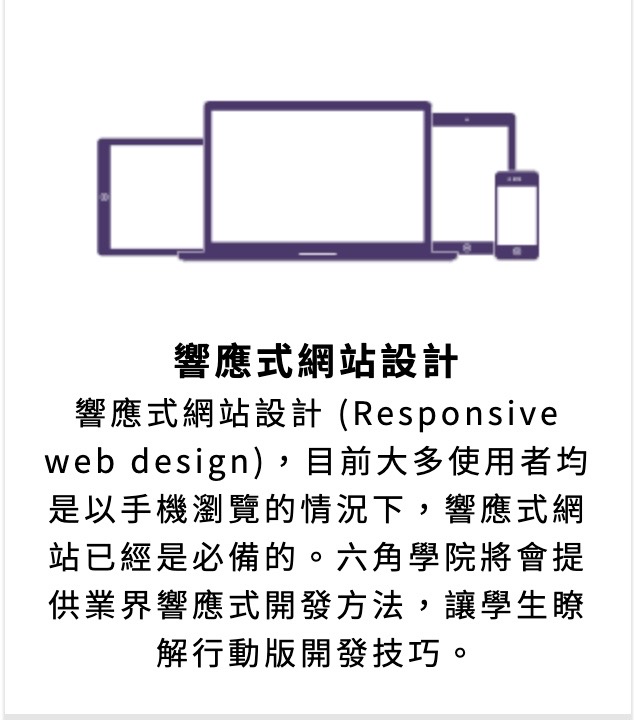 響應式網站設計
響應式網站設計 (Responsive
web design)，目前大多使用者均
是以手機瀏覽的情況下，響應式網
站已經是必備的。六角學院將會提
供業界響應式開發方法，讓學生瞭
解行動版開發技巧。